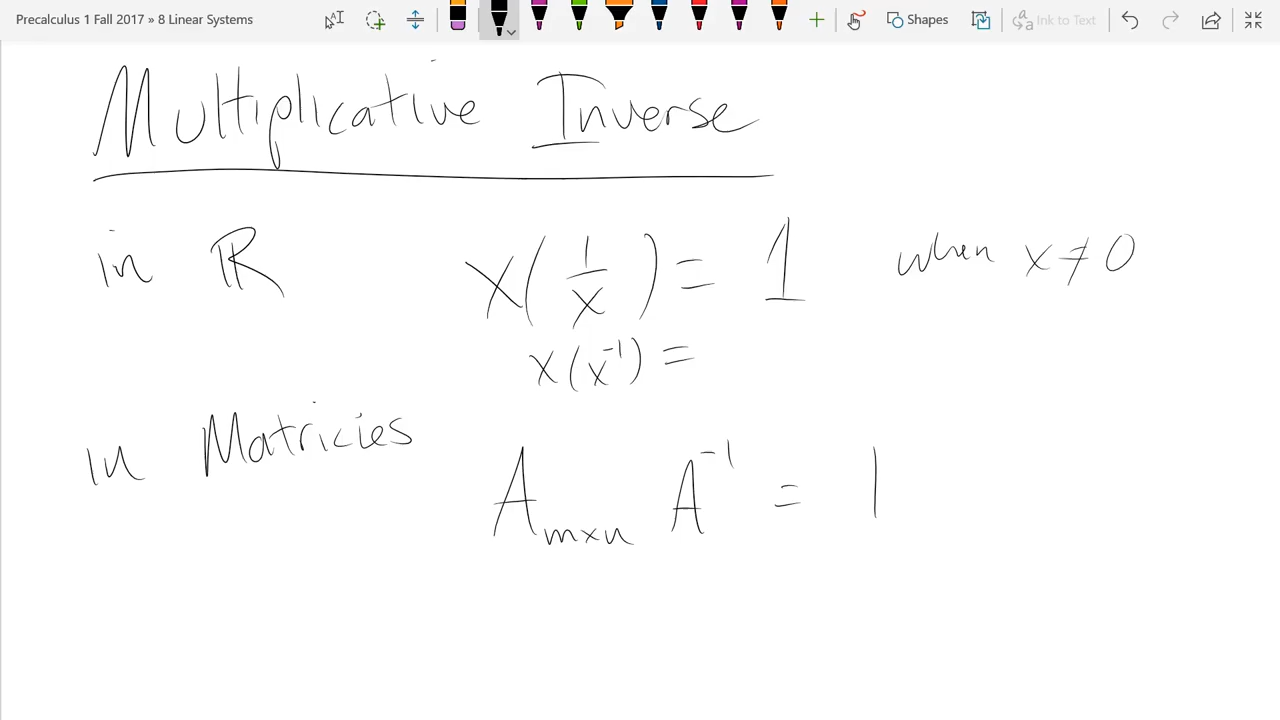 Precalculus 1 Fall 2017 » 8 Linear Systems
Shapes
Ink to Text
Multiplicative Inverse
in ℝ x(1/x) = 1 when x ≠ 0
x(x⁻¹) =
in Matricies
Aₘₓₙ A⁻¹ = 1